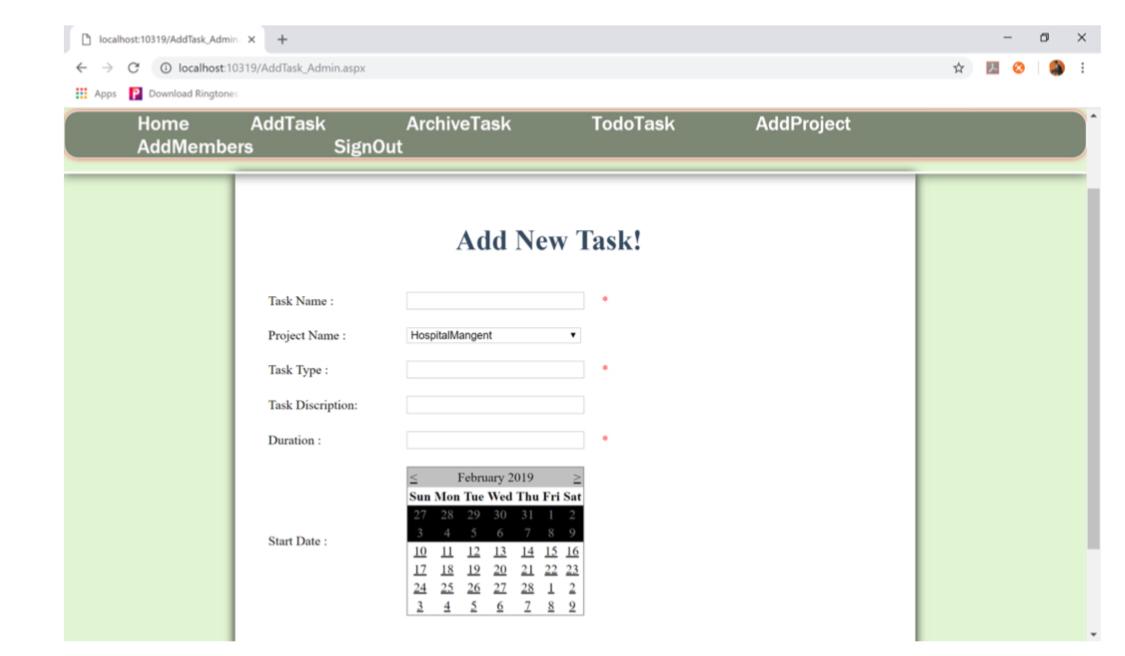 localhost:10319/AddTask_Admin
localhost:10319/AddTask_Admin.aspx
Apps Download Ringtones
Home AddTask ArchiveTask TodoTask AddProject
AddMembers SignOut
Add New Task!
Task Name : *
Project Name : HospitalMangent
Task Type : *
Task Discription:
Duration : *
< February 2019 >
Sun Mon Tue Wed Thu Fri Sat
27 28 29 30 31 1 2
3 4 5 6 7 8 9
Start Date :
10 11 12 13 14 15 16
17 18 19 20 21 22 23
24 25 26 27 28 1 2
3 4 5 6 7 8 9